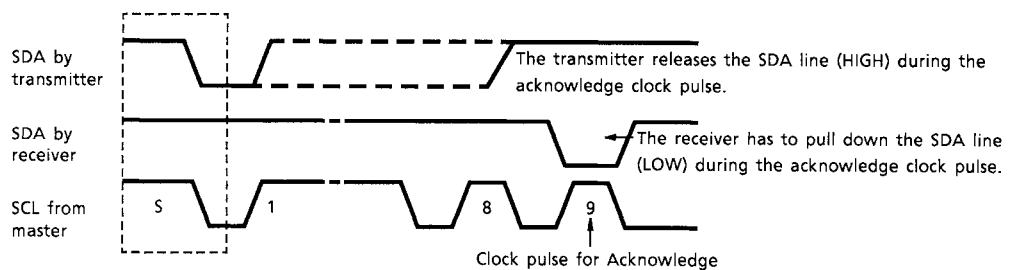 SDA by
transmitter
The transmitter releases the SDA line (HIGH) during the
acknowledge clock pulse.
SDA by
receiver
The receiver has to pull down the SDA line
(LOW) during the acknowledge clock pulse.
SCL from
master
S
1
8
9
Clock pulse for Acknowledge